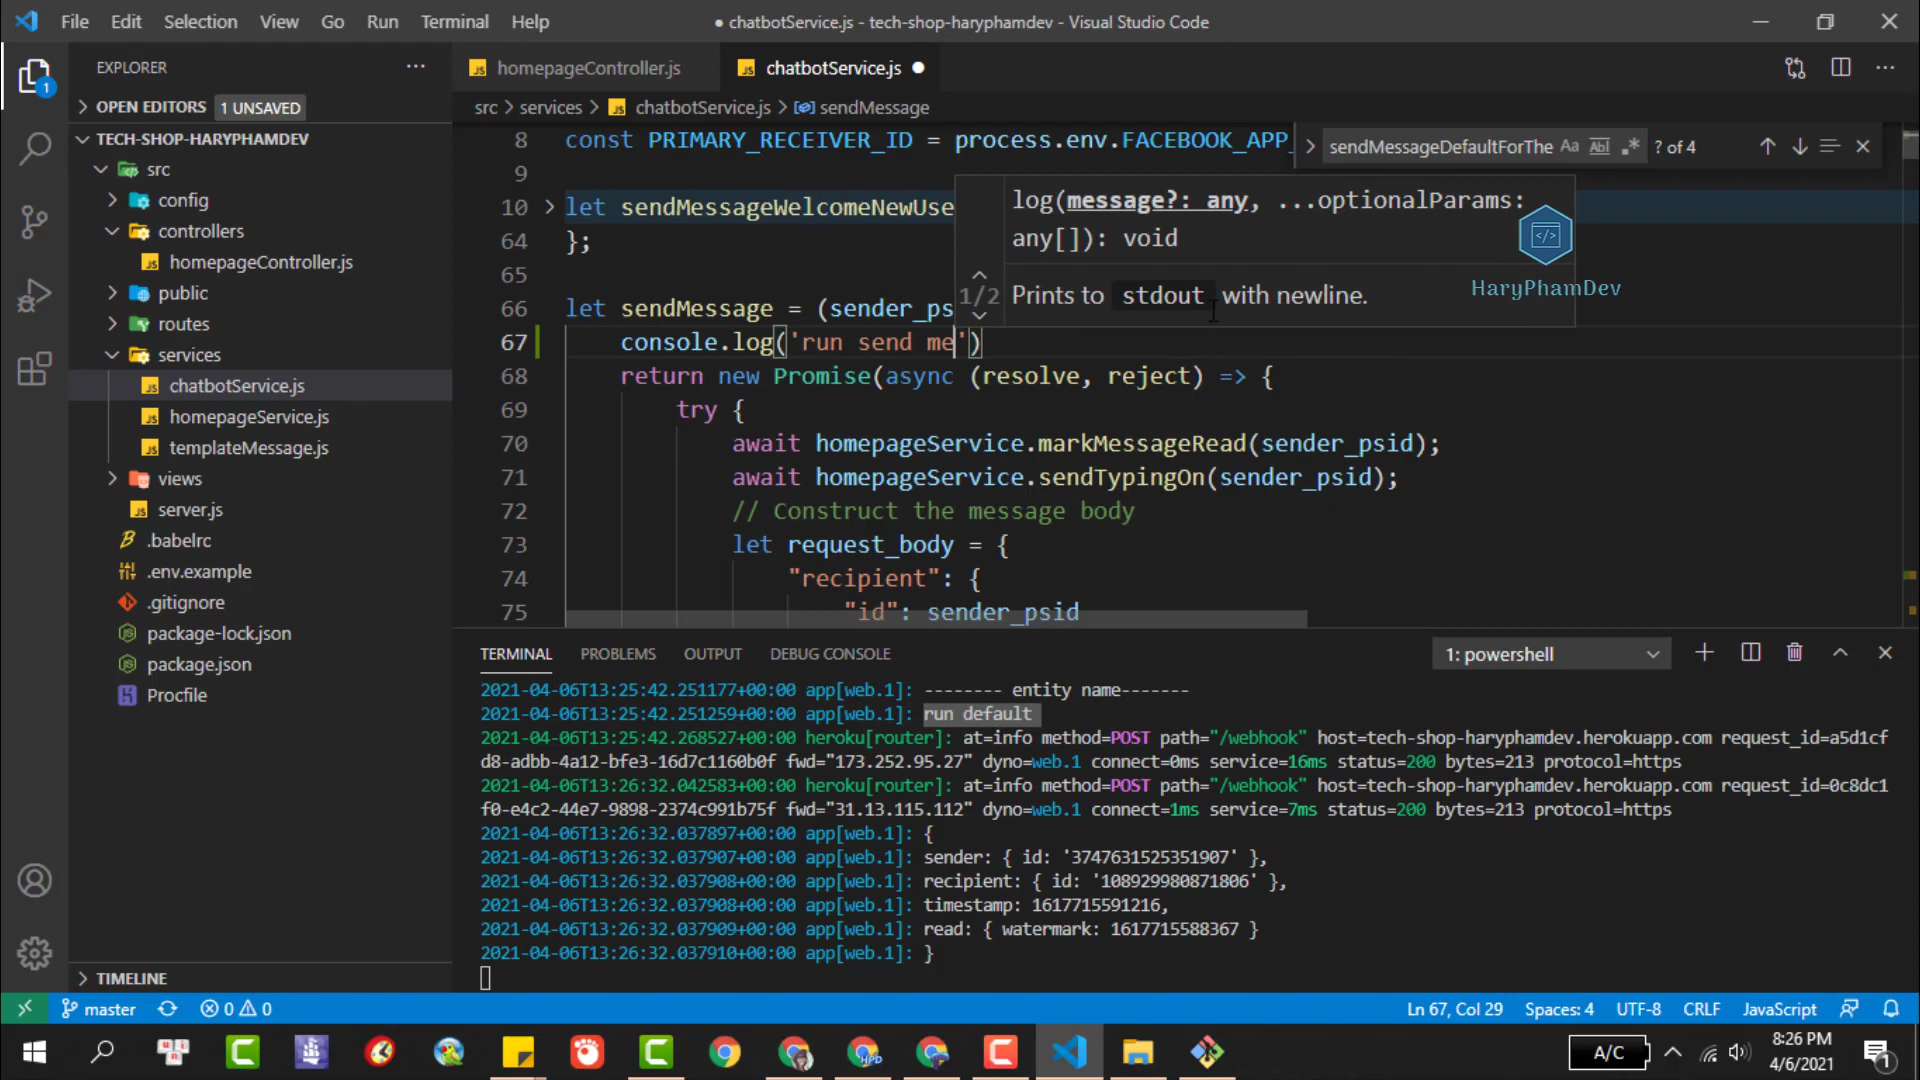 File Edit Selection View Go Run Terminal Help
● chatbotService.js - tech-shop-haryphamdev - Visual Studio Code
EXPLORER
OPEN EDITORS 1 UNSAVED
TECH-SHOP-HARYPHAMDEV
src
config
controllers
homepageController.js
public
routes
services
chatbotService.js
homepageService.js
templateMessage.js
views
server.js
.babelrc
.env.example
.gitignore
package-lock.json
package.json
Procfile
TIMELINE
homepageController.js
chatbotService.js
src > services > chatbotService.js > sendMessage
sendMessageDefaultForThe ? of 4
8 const PRIMARY_RECEIVER_ID = process.env.FACEBOOK_APP_
9
10 let sendMessageWelcomeNewUse
64 };
65
66 let sendMessage = (sender_ps
67 console.log('run send me')
68 return new Promise(async (resolve, reject) => {
69 try {
70 await homepageService.markMessageRead(sender_psid);
71 await homepageService.sendTypingOn(sender_psid);
72 // Construct the message body
73 let request_body = {
74 "recipient": {
75 "id": sender_psid
log(message?: any, ...optionalParams:
any[]): void
1/2 Prints to stdout with newline.
HaryPhamDev
TERMINAL PROBLEMS OUTPUT DEBUG CONSOLE
1: powershell
2021-04-06T13:25:42.251177+00:00 app[web.1]: -------- entity name-------
2021-04-06T13:25:42.251259+00:00 app[web.1]: run default
2021-04-06T13:25:42.268527+00:00 heroku[router]: at=info method=POST path="/webhook" host=tech-shop-haryphamdev.herokuapp.com request_id=a5d1cf
d8-adbb-4a12-bfe3-16d7c1160b0f fwd="173.252.95.27" dyno=web.1 connect=0ms service=16ms status=200 bytes=213 protocol=https
2021-04-06T13:26:32.042583+00:00 heroku[router]: at=info method=POST path="/webhook" host=tech-shop-haryphamdev.herokuapp.com request_id=0c8dc1
f0-e4c2-44e7-9898-2374c991b75f fwd="31.13.115.112" dyno=web.1 connect=1ms service=7ms status=200 bytes=213 protocol=https
2021-04-06T13:26:32.037897+00:00 app[web.1]: {
2021-04-06T13:26:32.037907+00:00 app[web.1]: sender: { id: '3747631525351907' },
2021-04-06T13:26:32.037908+00:00 app[web.1]: recipient: { id: '108929980871806' },
2021-04-06T13:26:32.037908+00:00 app[web.1]: timestamp: 1617715591216,
2021-04-06T13:26:32.037909+00:00 app[web.1]: read: { watermark: 1617715588367 }
2021-04-06T13:26:32.037910+00:00 app[web.1]: }
master 0 0
Ln 67, Col 29 Spaces: 4 UTF-8 CRLF JavaScript
A/C
8:26 PM
4/6/2021